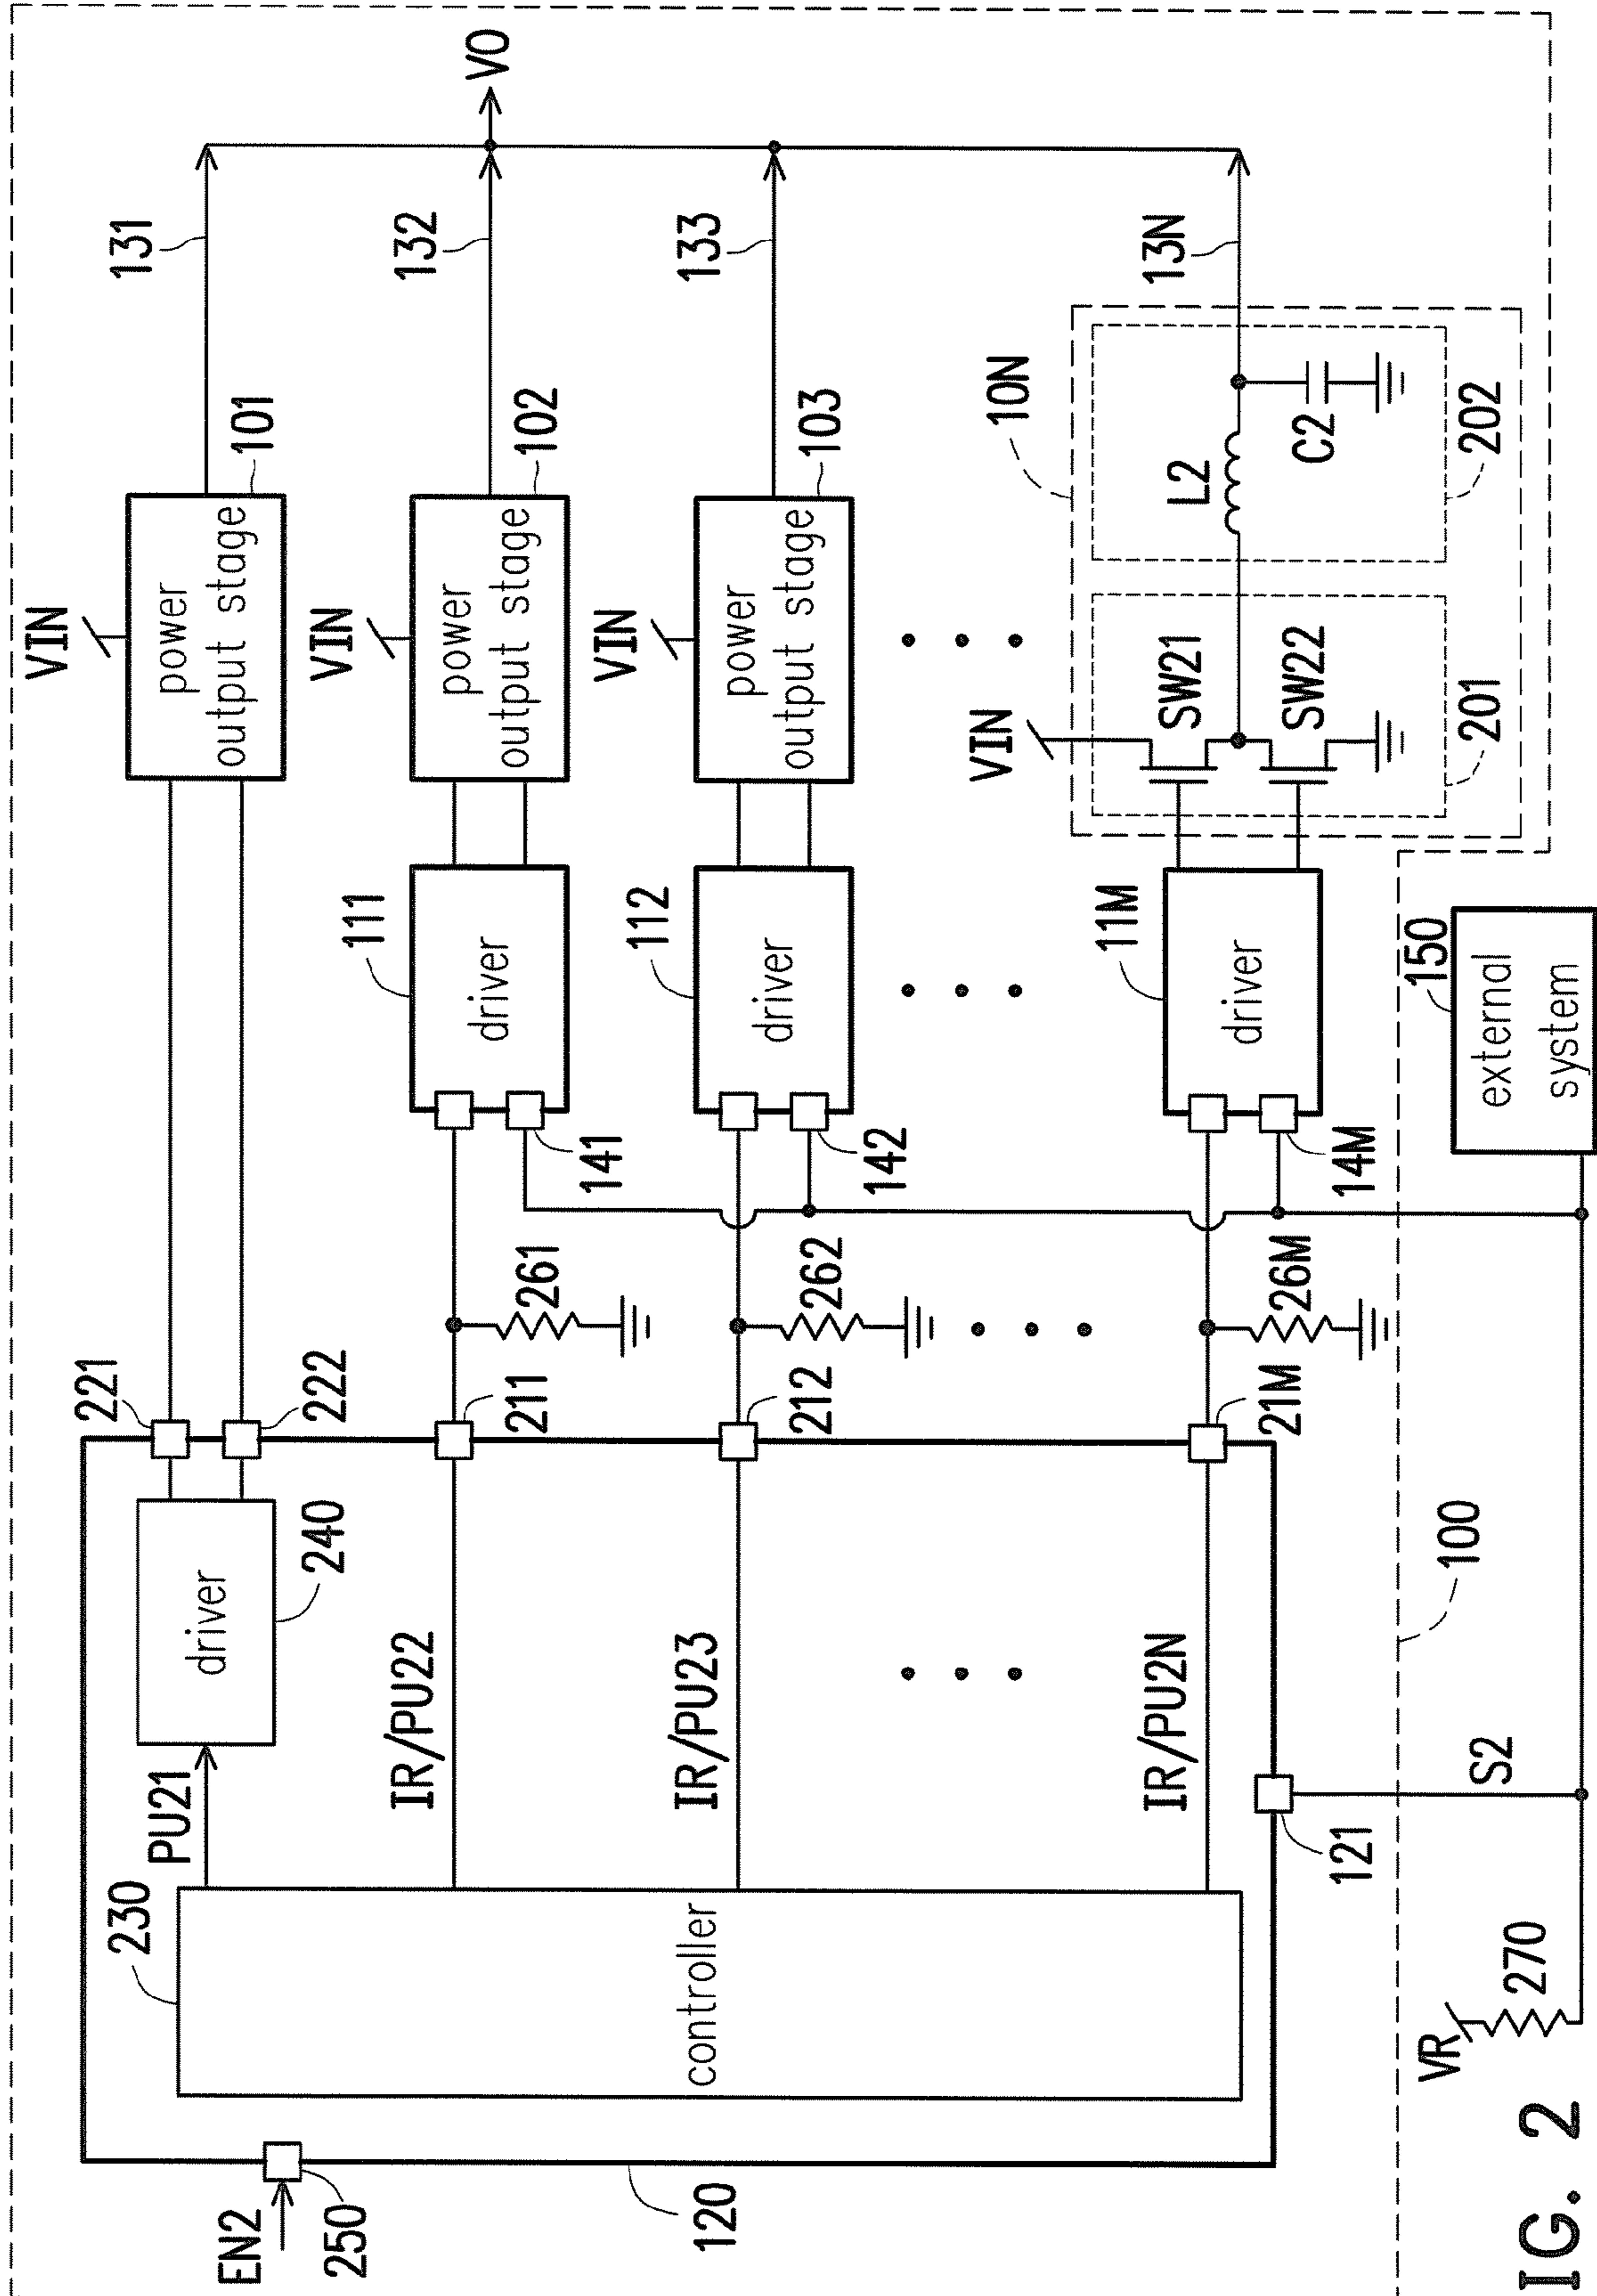 VIN
131
power
output stage
101
VO
221
driver
PU21
240
222
230
EN2
250
VIN
132
power
output stage
102
111
driver
141
261
211
IR/PU22
VIN
133
power
output stage
103
112
driver
142
262
212
IR/PU23
controller
120
VIN
10N
13N
L2
C2
SW21
SW22
201
202
11M
driver
14M
26M
21M
IR/PU2N
121
S2
100
150
external
system
270
VR
IG. 2